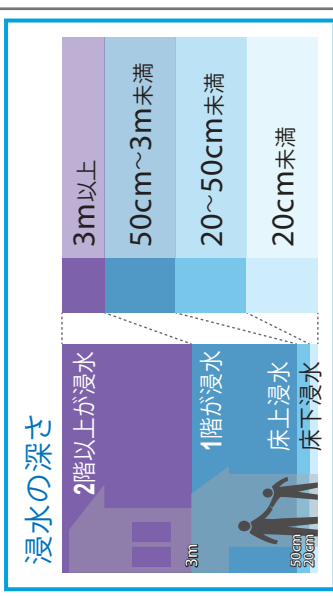 浸水の深さ
2階以上が浸水
1階が浸水
床上浸水
床下浸水
3m
50cm
20cm
3m以上
50cm〜3m未満
20〜50cm未満
20cm未満